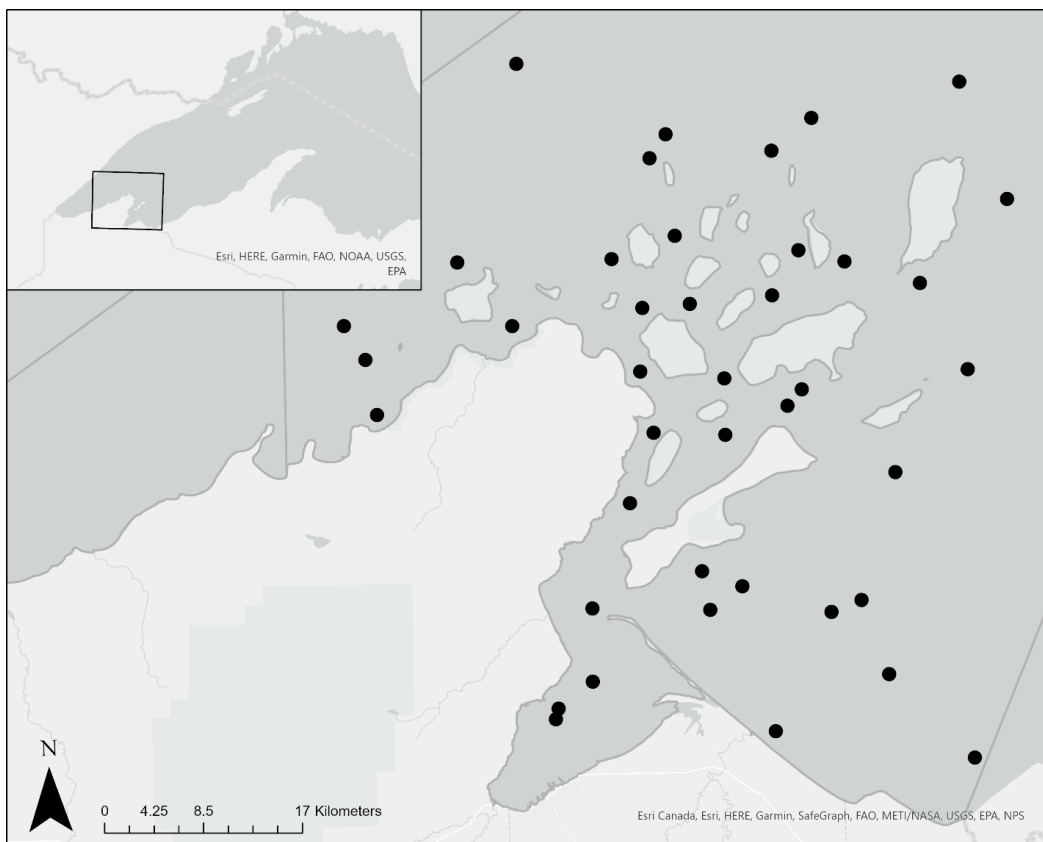 Esri, HERE, Garmin, FAO, NOAA, USGS,
EPA
N
0 4.25 8.5 17 Kilometers
Esri Canada, Esri, HERE, Garmin, SafeGraph, FAO, METI/NASA, USGS, EPA, NPS